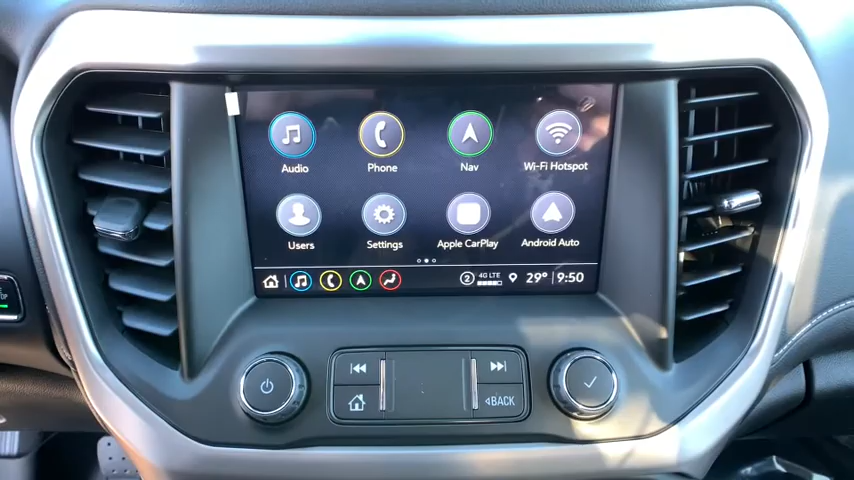 Audio Phone Nav Wi-Fi Hotspot
Users Settings Apple CarPlay Android Auto
2 4G LTE 29° 9:50
BACK